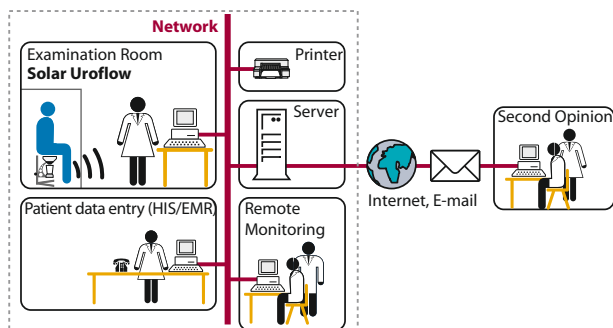 Network
Examination Room
Solar Uroflow
Printer
Server
Second Opinion
Internet, E-mail
Patient data entry (HIS/EMR)
Remote
Monitoring